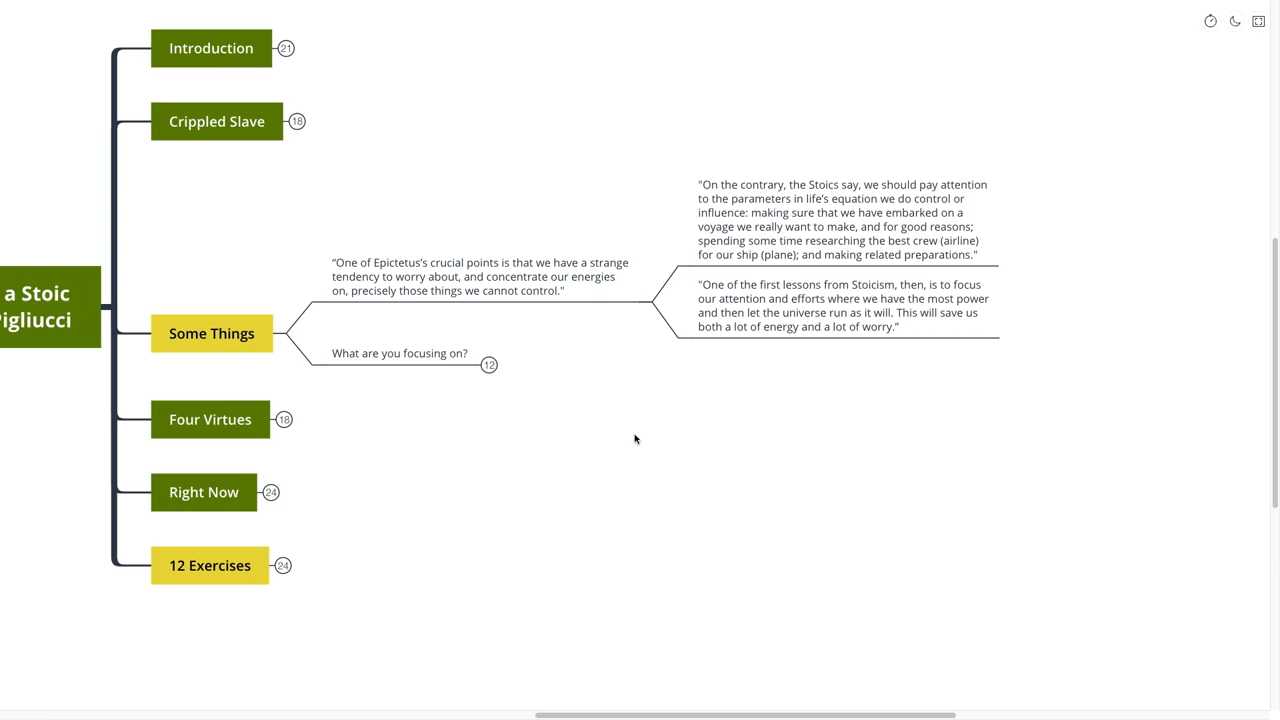 Introduction
21
Crippled Slave
18
"On the contrary, the Stoics say, we should pay attention
to the parameters in life's equation we do control or
influence: making sure that we have embarked on a
voyage we really want to make, and for good reasons;
spending some time researching the best crew (airline)
for our ship (plane); and making related preparations."
“One of Epictetus’s crucial points is that we have a strange
tendency to worry about, and concentrate our energies
on, precisely those things we cannot control."
"One of the first lessons from Stoicism, then, is to focus
our attention and efforts where we have the most power
and then let the universe run as it will. This will save us
both a lot of energy and a lot of worry.”
a Stoic
Pigliucci
Some Things
What are you focusing on?
12
Four Virtues
18
Right Now
24
12 Exercises
24